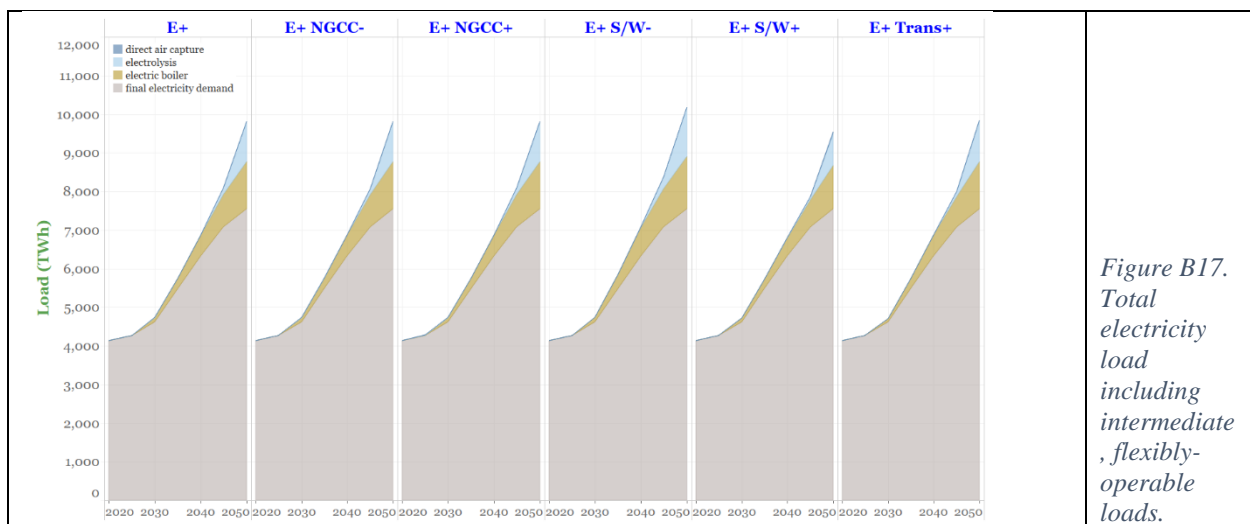 E+ E+ NGCC- E+ NGCC+ E+ S/W- E+ S/W+ E+ Trans+
12,000
direct air capture
electrolysis
electric boiler
final electricity demand
11,000
10,000
9,000
8,000
7,000
6,000
5,000
4,000
3,000
2,000
1,000
0
Load (TWh)
2020 2030 2040 2050 2020 2030 2040 2050 2020 2030 2040 2050 2020 2030 2040 2050 2020 2030 2040 2050 2020 2030 2040 2050
Figure B17.
Total
electricity
load
including
intermediate
, flexibly-
operable
loads.